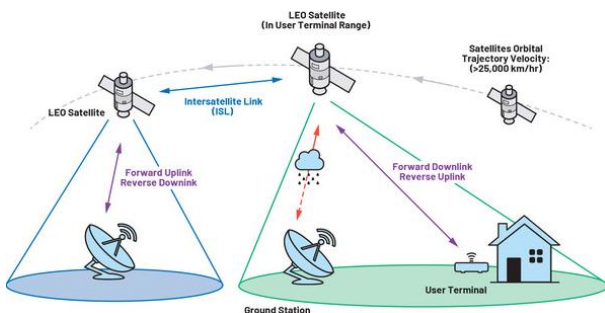 LEO Satellite
(In User Terminal Range)
Satellites Orbital
Trajectory Velocity:
(>25,000 km/hr)
LEO Satellite
Intersatellite Link
(ISL)
Forward Uplink
Reverse Downink
Forward Downlink
Reverse Uplink
User Terminal
Ground Station